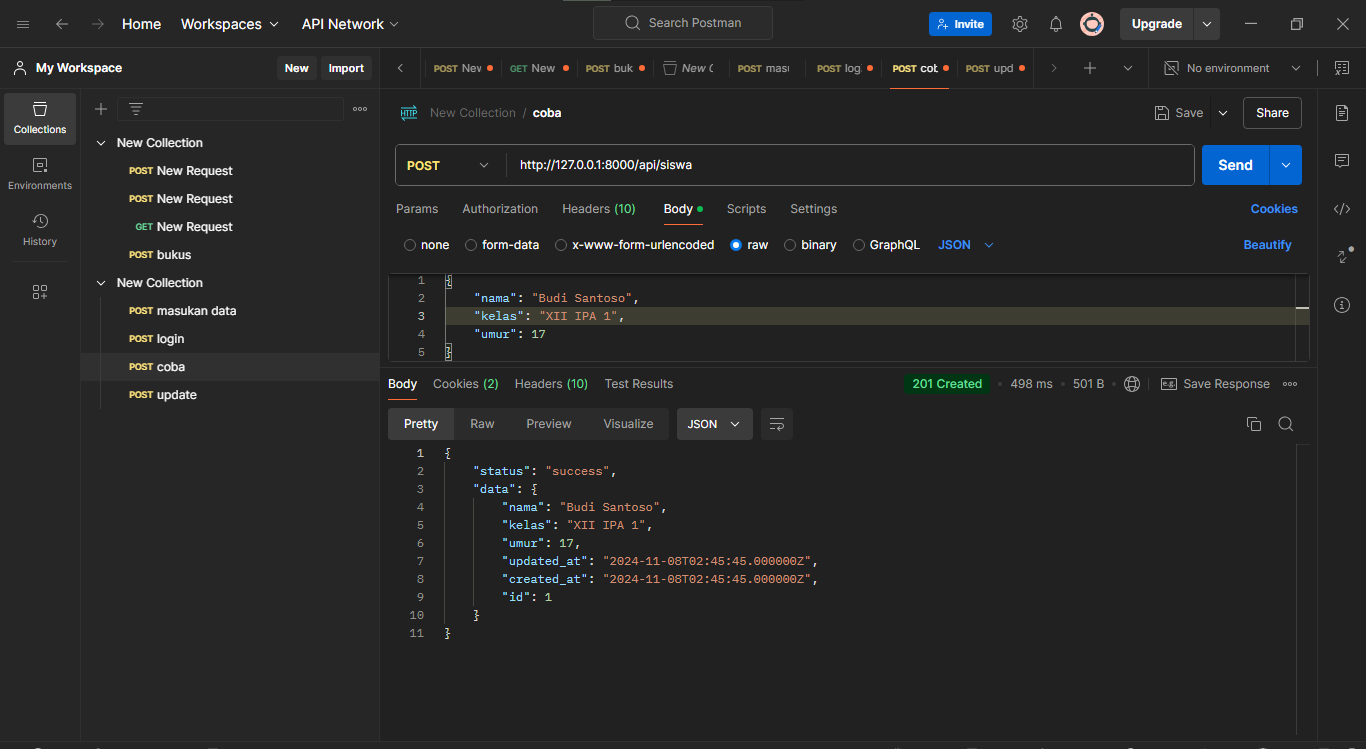 Home Workspaces API Network Search Postman Invite Upgrade
My Workspace New Import POST Nev GET New POST buk New C POST masu POST log POST cob POST upd No environment
Collections
Environments
History
New Collection
POST New Request
POST New Request
GET New Request
POST bukus
New Collection
POST masukan data
POST login
POST coba
POST update
HTTP New Collection / coba Save Share
POST http://127.0.0.1:8000/api/siswa Send
Params Authorization Headers (10) Body Scripts Settings Cookies
none form-data x-www-form-urlencoded raw binary GraphQL JSON Beautify
1 {
2 "nama": "Budi Santoso",
3 "kelas": "XII IPA 1",
4 "umur": 17
5 }
Body Cookies (2) Headers (10) Test Results 201 Created 498 ms 501 B e.g. Save Response
Pretty Raw Preview Visualize JSON
1 {
2 "status": "success",
3 "data": {
4 "nama": "Budi Santoso",
5 "kelas": "XII IPA 1",
6 "umur": 17,
7 "updated_at": "2024-11-08T02:45:45.000000Z",
8 "created_at": "2024-11-08T02:45:45.000000Z",
9 "id": 1
10 }
11 }